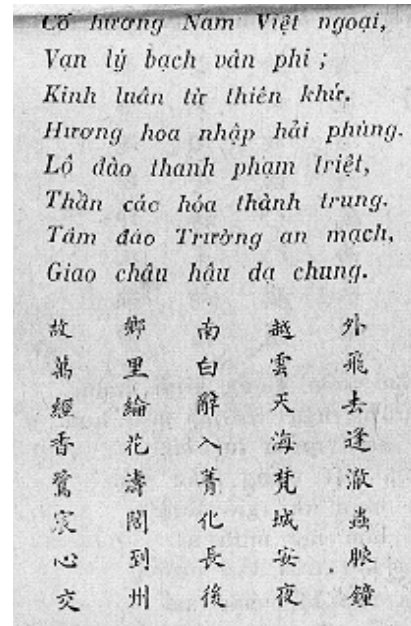 Cố hương Nam Việt ngoại,
Vạn lý bạch vân phi ;
Kinh luân từ thiên khứ.
Hương hoa nhập hải phùng.
Lộ đào thanh phạm triệt,
Thần các hóa thành trung.
Tâm đáo Trường an mạch,
Giao châu hậu dạ chung.
故 鄉 南 越 外
萬 里 白 雲 飛
經 綸 辭 天 去
香 花 入 海 逢
鷺 濤 菁 梵 澈
宸 閣 化 城 蟲
心 到 長 安 脉
交 州 後 夜 鐘